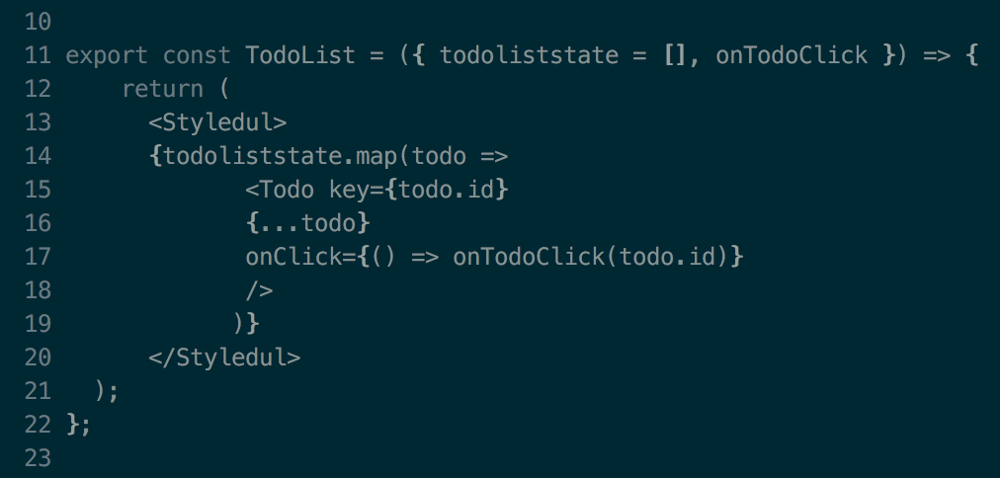 10
11 export const TodoList = ({ todoliststate = [], onTodoClick }) => {
12     return (
13       <Styledul>
14       {todoliststate.map(todo =>
15              <Todo key={todo.id}
16              {...todo}
17              onClick={() => onTodoClick(todo.id)}
18              />
19             )}
20       </Styledul>
21   );
22 };
23